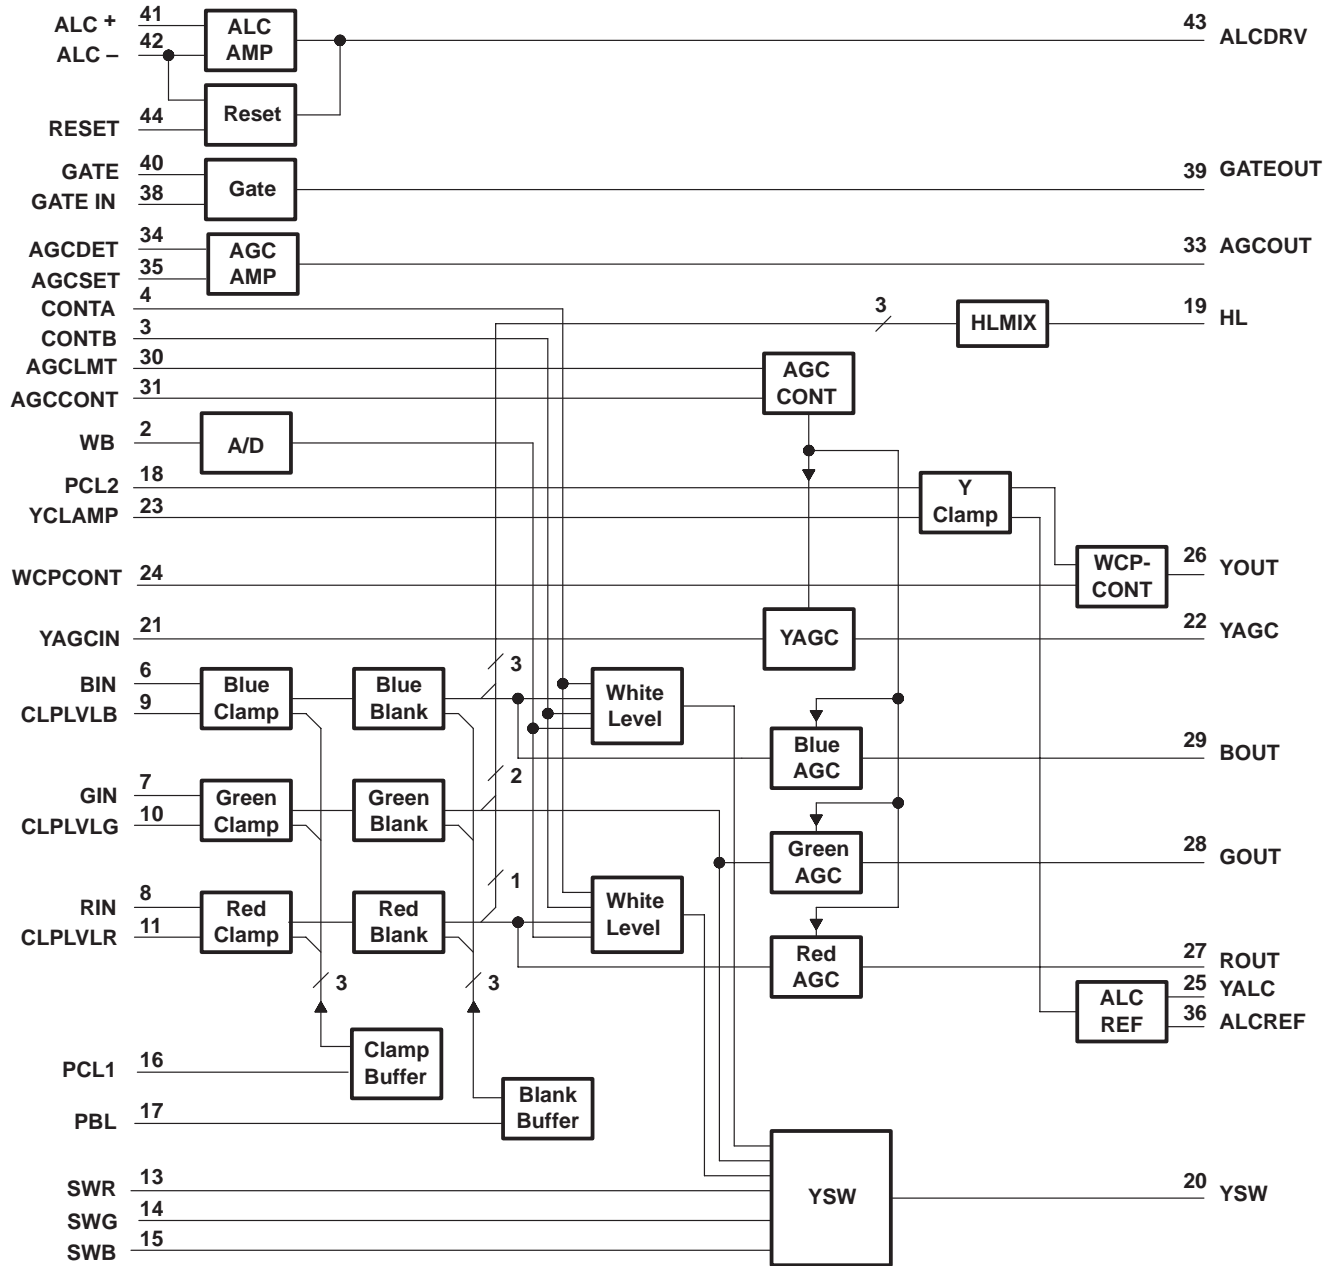 ALC + 41
ALC – 42
ALC
AMP
43 ALCDRV
RESET 44
Reset
GATE 40
GATE IN 38
Gate
39 GATEOUT
AGCDET 34
AGCSET 35
AGC
AMP
33 AGCOUT
CONTA 4
CONTB 3
3
HLMIX
19 HL
AGCLMT 30
AGCCONT 31
AGC
CONT
WB 2
A/D
PCL2 18
YCLAMP 23
Y
Clamp
WCPCONT 24
WCP-
CONT
26 YOUT
YAGCIN 21
YAGC
22 YAGC
BIN 6
CLPLVLB 9
Blue
Clamp
Blue
Blank
3
White
Level
Blue
AGC
29 BOUT
GIN 7
CLPLVLG 10
Green
Clamp
Green
Blank
2
Green
AGC
28 GOUT
RIN 8
CLPLVLR 11
Red
Clamp
Red
Blank
1
White
Level
Red
AGC
27 ROUT
3
3
ALC
REF
25 YALC
36 ALCREF
PCL1 16
Clamp
Buffer
PBL 17
Blank
Buffer
SWR 13
SWG 14
SWB 15
YSW
20 YSW